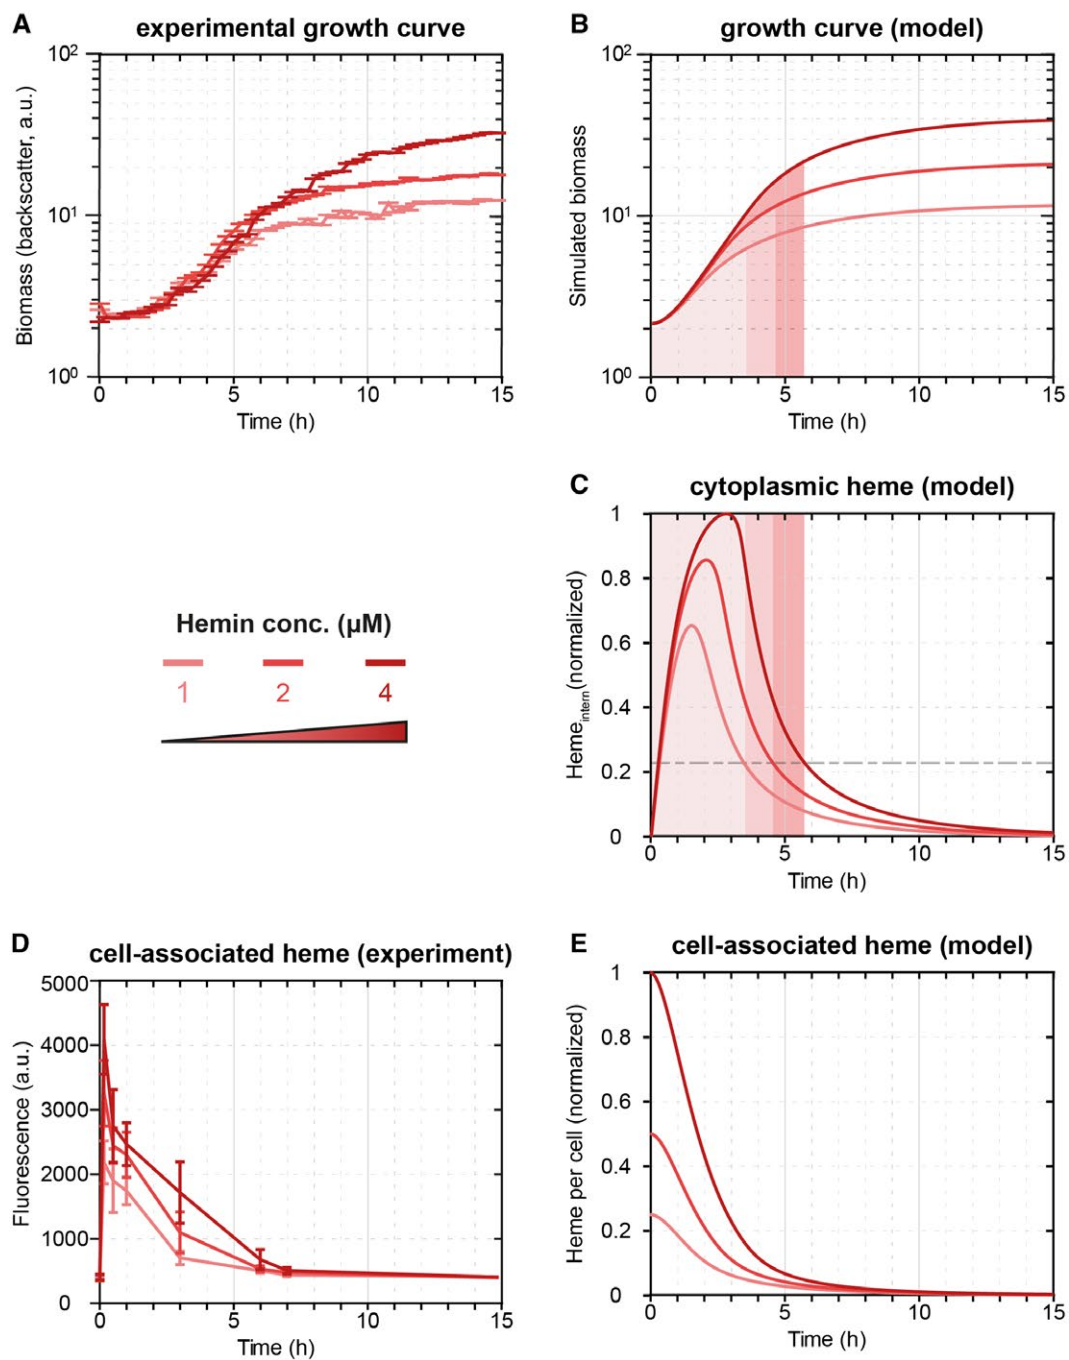 A
experimental growth curve
10²
10¹
10⁰
Biomass (backscatter, a.u.)
0 5 10 15
Time (h)
B
growth curve (model)
10²
10¹
10⁰
Simulated biomass
0 5 10 15
Time (h)
Hemin conc. (µM)
1 2 4
C
cytoplasmic heme (model)
1
0.8
0.6
0.4
0.2
0
Heme intern (normalized)
0 5 10 15
Time (h)
D
cell-associated heme (experiment)
5000
4000
3000
2000
1000
0
Fluorescence (a.u.)
0 5 10 15
Time (h)
E
cell-associated heme (model)
1
0.8
0.6
0.4
0.2
0
Heme per cell (normalized)
0 5 10 15
Time (h)